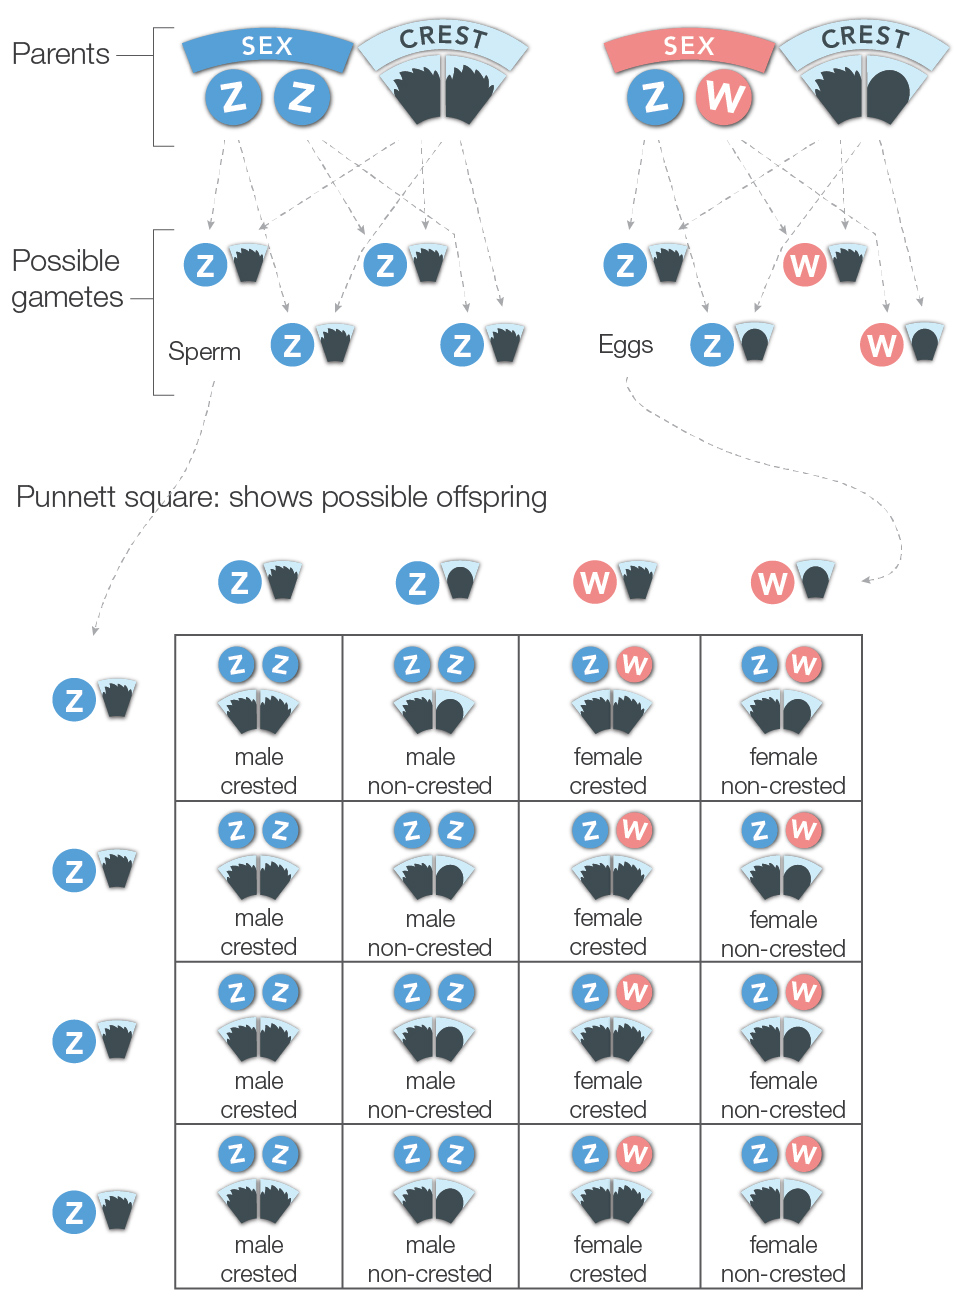 Parents
SEX
CREST
SEX
CREST
Z Z
Z W
Possible
gametes
Z Z
Z W
Sperm
Z Z
Eggs
Z W
Punnett square: shows possible offspring
Z Z W W
Z
Z Z
Z Z
Z W
Z W
male
male
female
female
crested
non-crested
crested
non-crested
Z
Z Z
Z Z
Z W
Z W
male
male
female
female
crested
non-crested
crested
non-crested
Z
Z Z
Z Z
Z W
Z W
male
male
female
female
crested
non-crested
crested
non-crested
Z
Z Z
Z Z
Z W
Z W
male
male
female
female
crested
non-crested
crested
non-crested